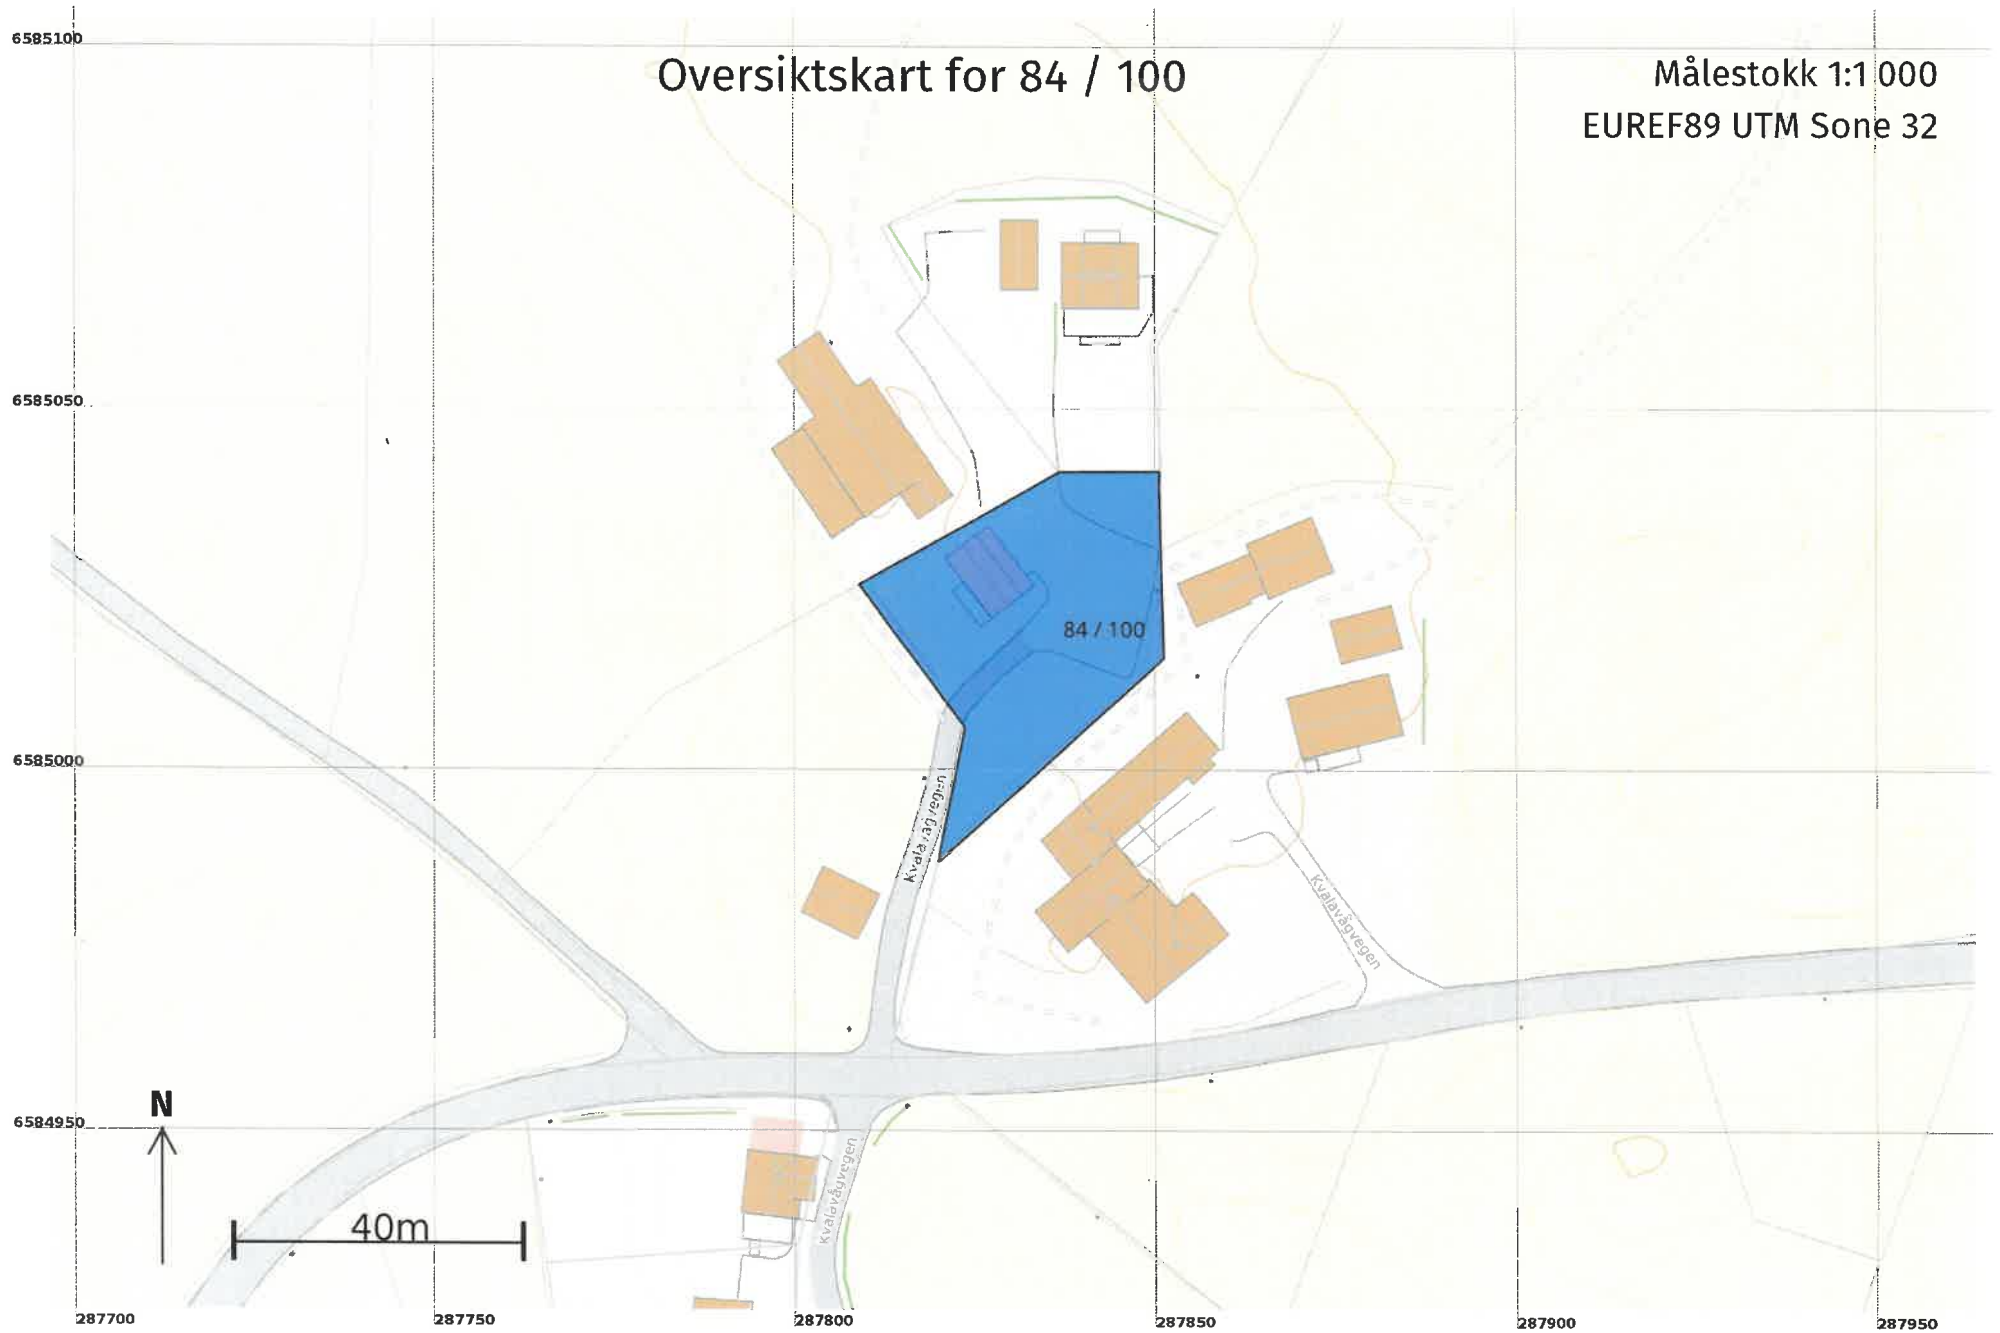 6585100
Oversiktskart for 84 / 100
Målestokk 1:1 000
EUREF89 UTM Sone 32
6585050
84 / 100
6585000
Kvalavågvegen
Kvalavågvegen
N
6584950
Kvalavågvegen
40m
287700
287750
287800
287850
287900
287950